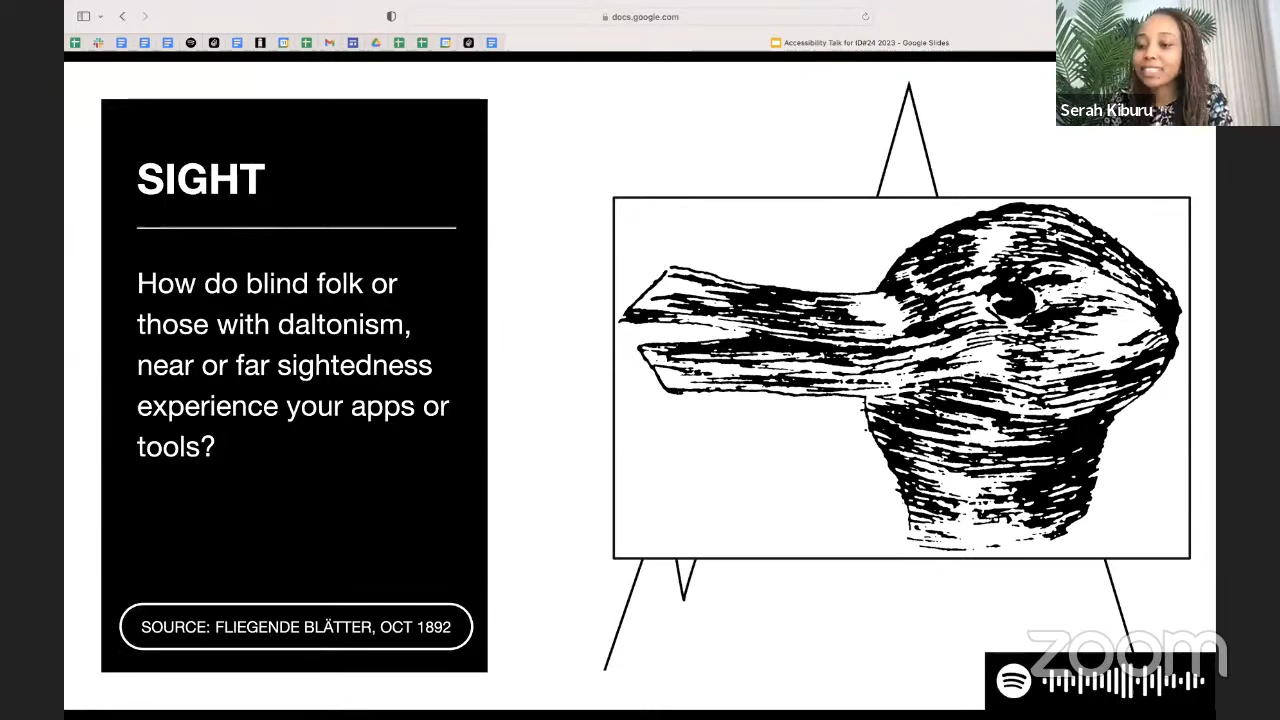 docs.google.com
Accessibility Talk for ID#24 2023 - Google Slides
Serah Kiburu
SIGHT
How do blind folk or
those with daltonism,
near or far sightedness
experience your apps or
tools?
SOURCE: FLIEGENDE BLÄTTER, OCT 1892
zoom